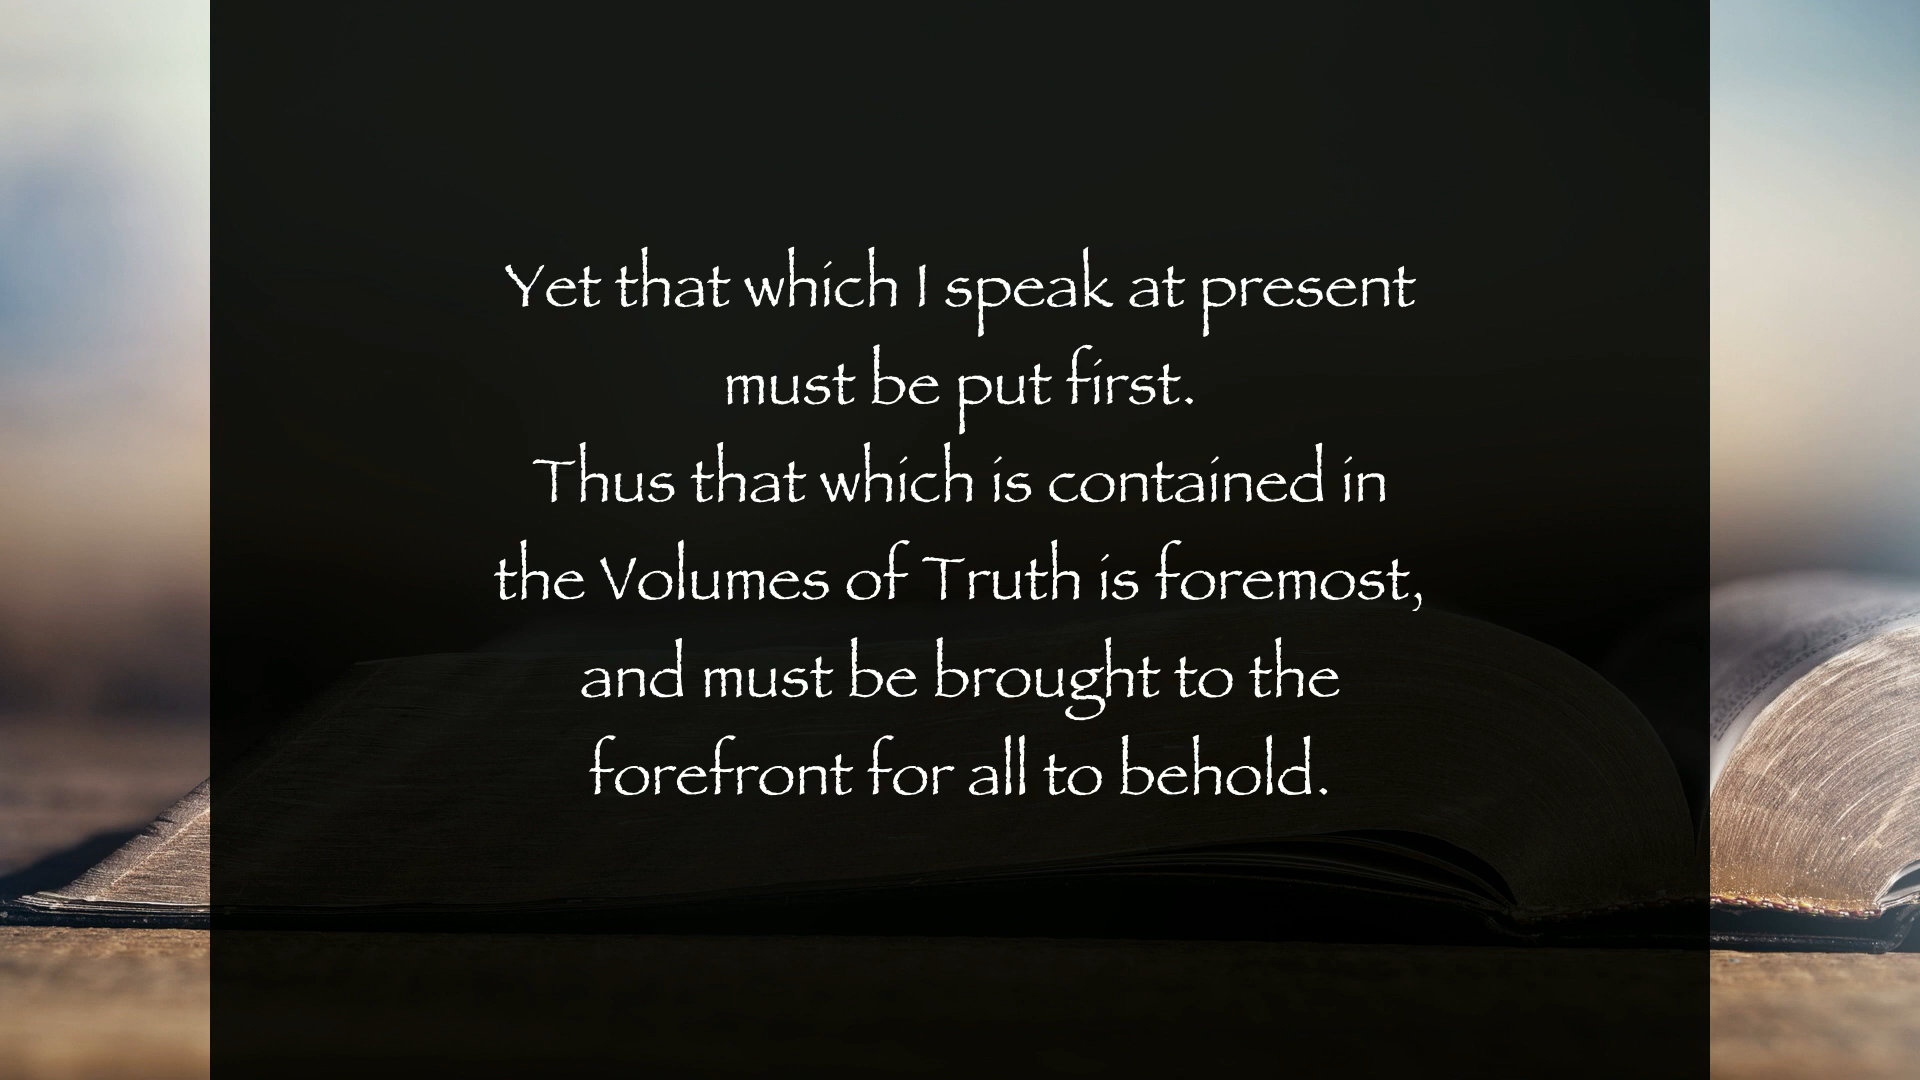 Yet that which I speak at present
must be put first.
Thus that which is contained in
the Volumes of Truth is foremost,
and must be brought to the
forefront for all to behold.